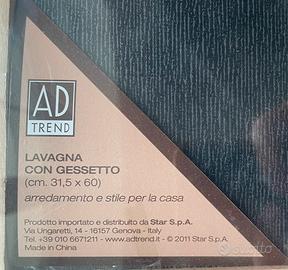 AD
TREND
LAVAGNA
CON GESSETTO
(cm. 31,5 x 60)
arredamento e stile per la casa
Prodotto importato e distribuito da Star S.p.A.
Via Ungaretti, 14 - 16157 Genova - Italy
Tel. +39 010 6671211 - www.adtrend.it - © 2011 Star S.p.A.
Made in China
subito